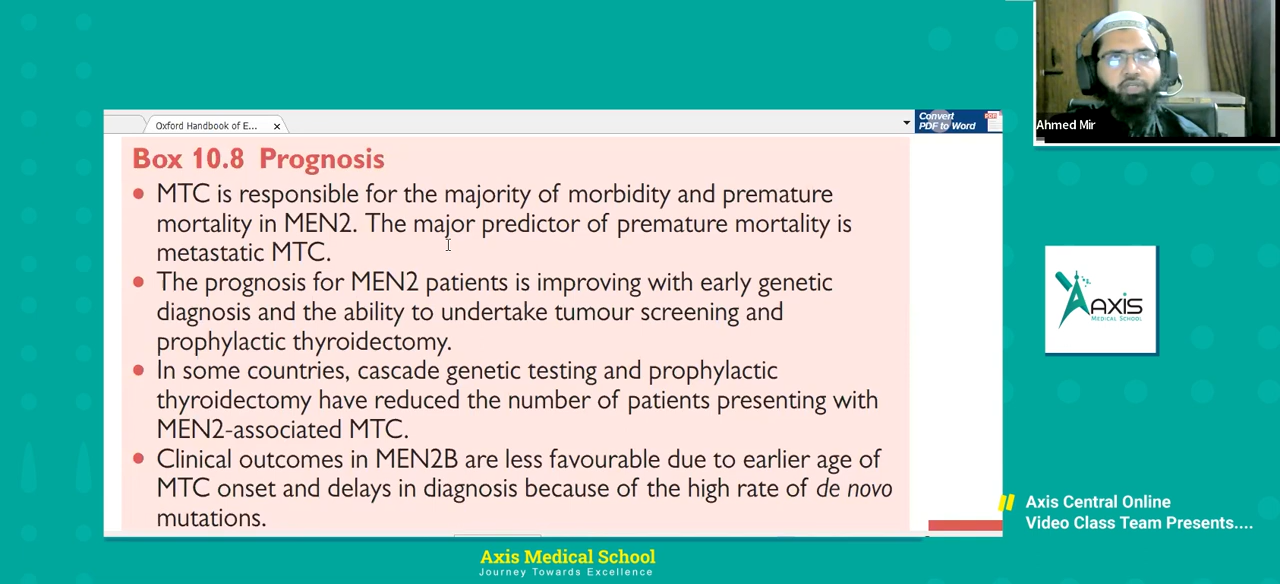 Oxford Handbook of E...
Convert
PDF to Word
PDF
Ahmed Mir
Box 10.8 Prognosis
• MTC is responsible for the majority of morbidity and premature
mortality in MEN2. The major predictor of premature mortality is
metastatic MTC.
• The prognosis for MEN2 patients is improving with early genetic
diagnosis and the ability to undertake tumour screening and
prophylactic thyroidectomy.
• In some countries, cascade genetic testing and prophylactic
thyroidectomy have reduced the number of patients presenting with
MEN2-associated MTC.
• Clinical outcomes in MEN2B are less favourable due to earlier age of
MTC onset and delays in diagnosis because of the high rate of de novo
mutations.
AXIS
MEDICAL SCHOOL
Axis Central Online
Video Class Team Presents....
Axis Medical School
Journey Towards Excellence